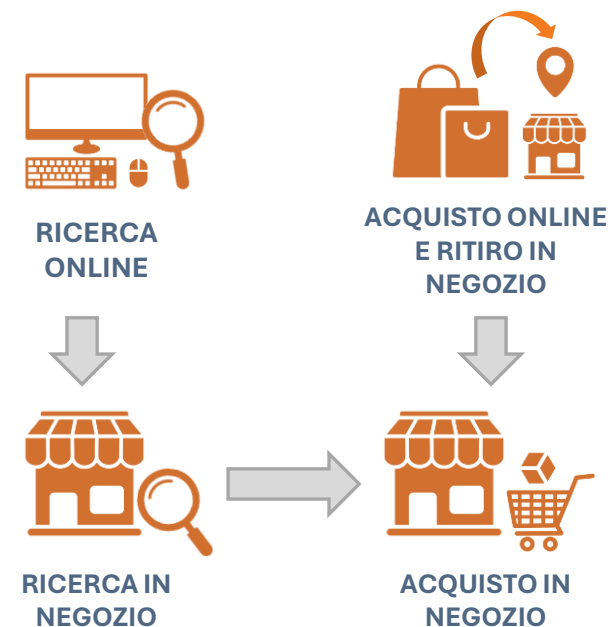 RICERCA
ONLINE
ACQUISTO ONLINE
E RITIRO IN
NEGOZIO
RICERCA IN
NEGOZIO
ACQUISTO IN
NEGOZIO